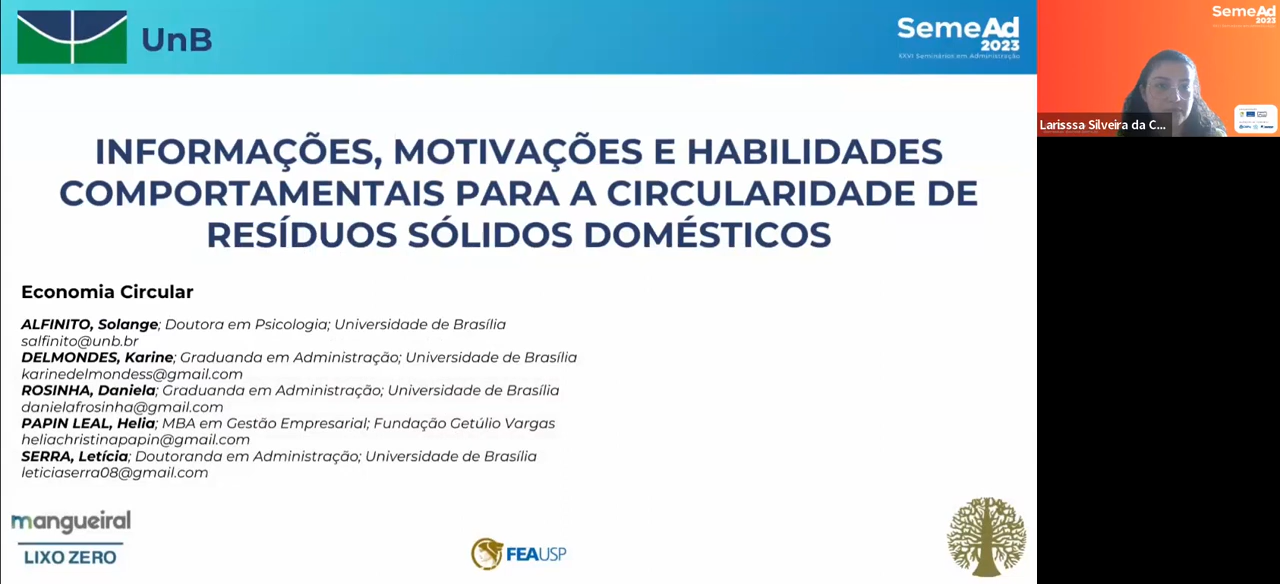 UnB
SemeAd
2023
XXVI Seminários em Administração
INFORMAÇÕES, MOTIVAÇÕES E HABILIDADES
COMPORTAMENTAIS PARA A CIRCULARIDADE DE
RESÍDUOS SÓLIDOS DOMÉSTICOS
Economia Circular
ALFINITO, Solange; Doutora em Psicologia; Universidade de Brasília
salfinito@unb.br
DELMONDES, Karine; Graduanda em Administração; Universidade de Brasília
karinedelmondess@gmail.com
ROSINHA, Daniela; Graduanda em Administração; Universidade de Brasília
danielafrosinha@gmail.com
PAPIN LEAL, Helia; MBA em Gestão Empresarial; Fundação Getúlio Vargas
heliachristinapapin@gmail.com
SERRA, Letícia; Doutoranda em Administração; Universidade de Brasília
leticiaserra08@gmail.com
mangueiral
LIXO ZERO
FEAUSP
SemeAd
2023
Larisssa Silveira da C...